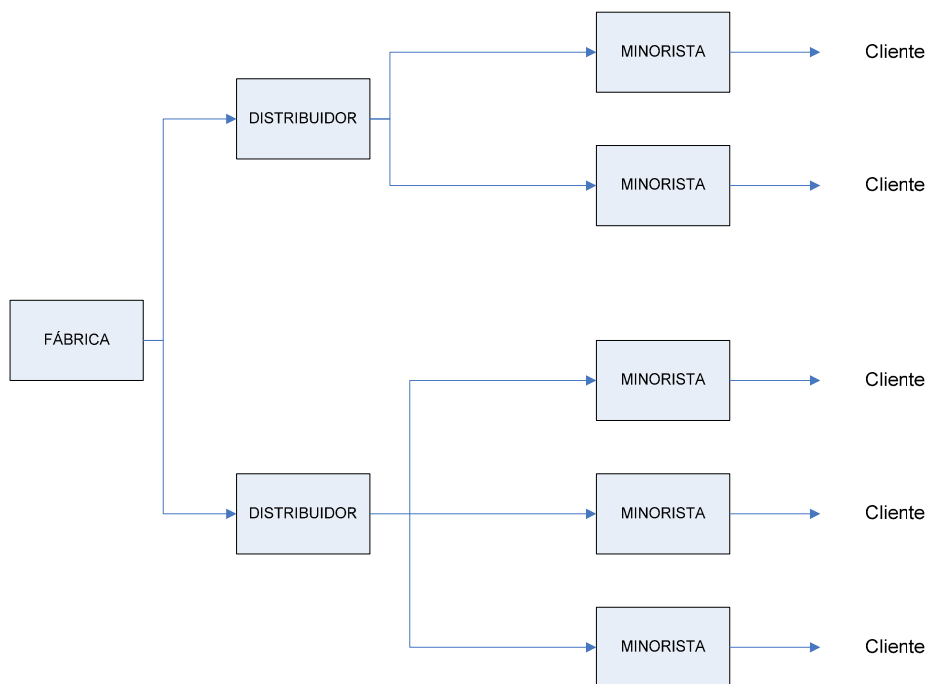 MINORISTA
Cliente
DISTRIBUIDOR
MINORISTA
Cliente
FÁBRICA
MINORISTA
Cliente
DISTRIBUIDOR
MINORISTA
Cliente
MINORISTA
Cliente